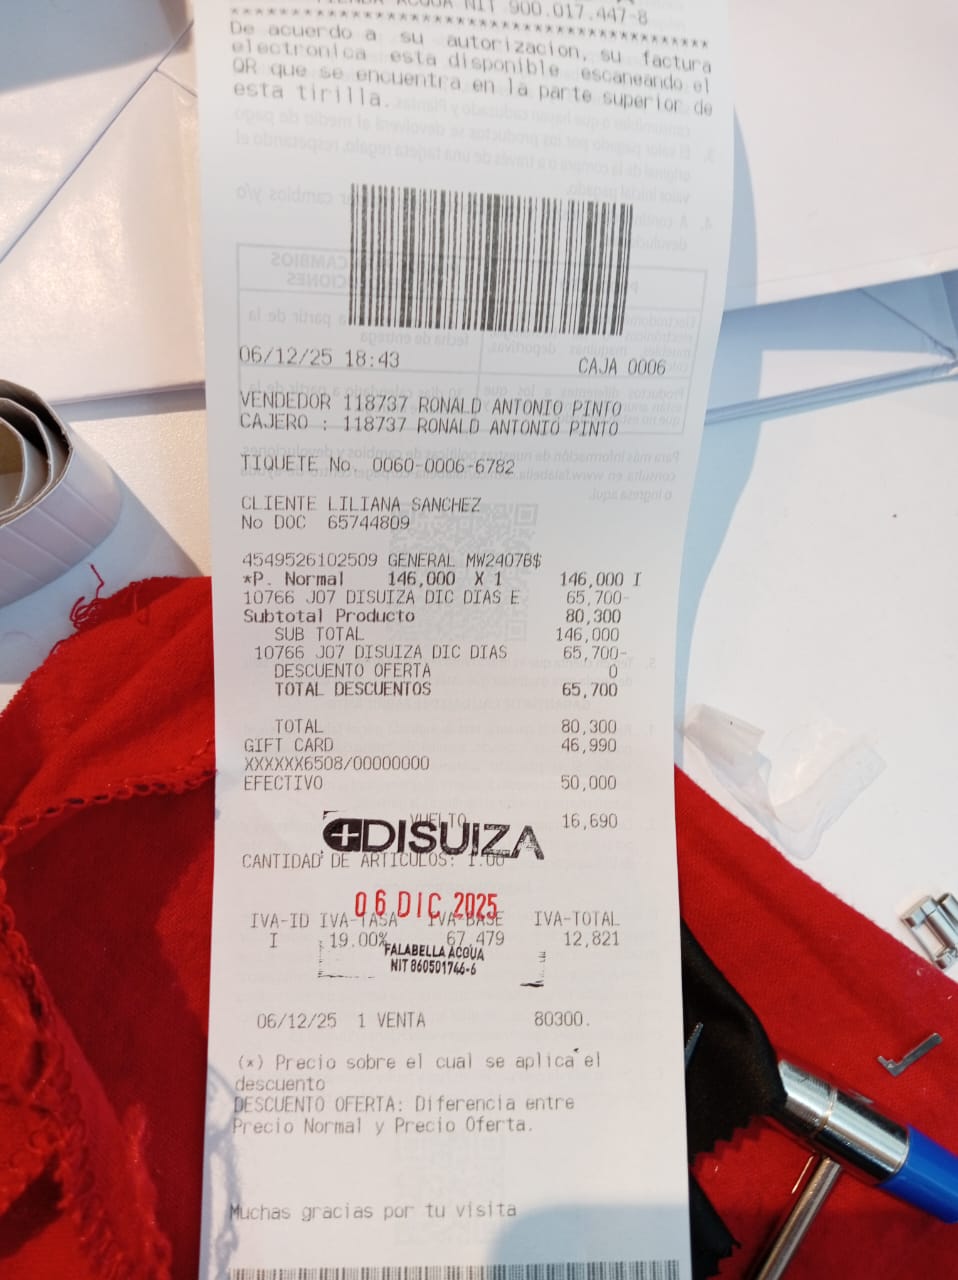 TIENDA ACQUA NIT 900.017.447-8
****************************************
De acuerdo a su autorizacion, su factura
electronica esta disponible escaneando el
QR que se encuentra en la parte superior de
esta tirilla.
06/12/25 18:43 CAJA 0006
VENDEDOR 118737 RONALD ANTONIO PINTO
CAJERO : 118737 RONALD ANTONIO PINTO
TIQUETE No. 0060-0006-6782
CLIENTE LILIANA SANCHEZ
No DOC 65744809
4549526102509 GENERAL MW2407B$
*P. Normal 146,000 X 1 146,000 I
10766 J07 DISUIZA DIC DIAS E 65,700-
Subtotal Producto 80,300
SUB TOTAL 146,000
10766 J07 DISUIZA DIC DIAS 65,700-
DESCUENTO OFERTA 0
TOTAL DESCUENTOS 65,700
TOTAL 80,300
GIFT CARD 46,990
XXXXXX6508/00000000
EFECTIVO 50,000
VUELTO 16,690
DISUIZA
CANTIDAD DE ARTICULOS: 1.00
06 DIC 2025
IVA-ID IVA-TASA IVA-BASE IVA-TOTAL
I 19.00% 67,479 12,821
FALABELLA ACQUA
NIT 860501746-6
06/12/25 1 VENTA 80300.
(*) Precio sobre el cual se aplica el
descuento
DESCUENTO OFERTA: Diferencia entre
Precio Normal y Precio Oferta.
Muchas gracias por tu visita